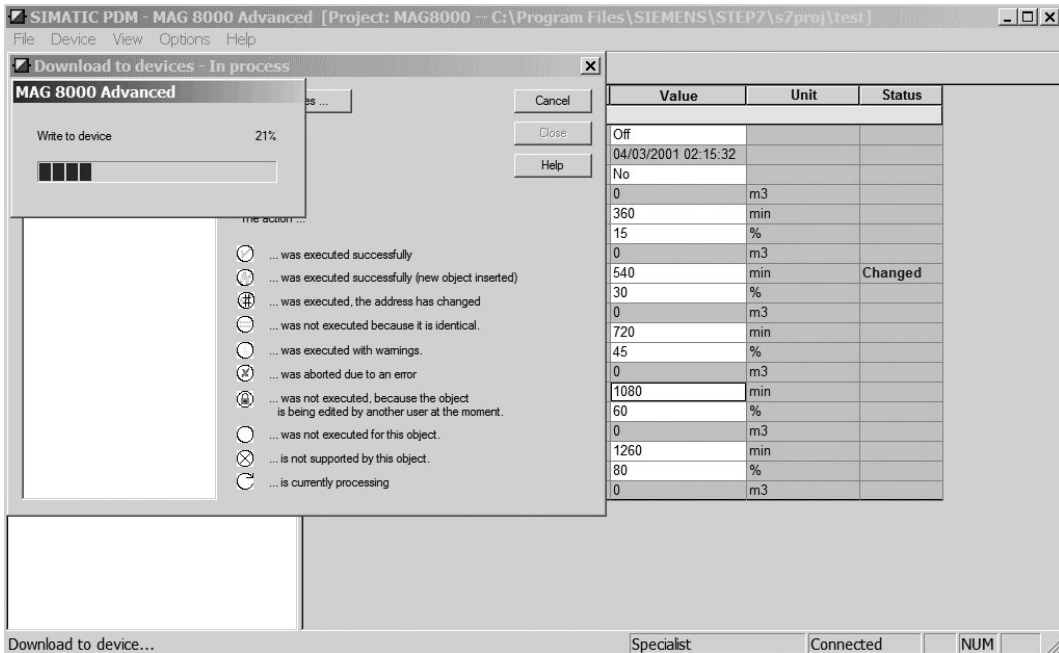 SIMATIC PDM - MAG 8000 Advanced [Project: MAG8000 -- C:\Program Files\SIEMENS\STEP7\s7proj\test]
File Device View Options Help
Download to devices - In process
MAG 8000 Advanced
Write to device 21%
es ...
Cancel
Close
Help
The action ...
... was executed successfully
... was executed successfully (new object inserted)
... was executed, the address has changed
... was not executed because it is identical.
... was executed with warnings.
... was aborted due to an error
... was not executed, because the object
is being edited by another user at the moment.
... was not executed for this object.
... is not supported by this object.
... is currently processing
Value Unit Status
Off
04/03/2001 02:15:32
No
0 m3
360 min
15 %
0 m3
540 min Changed
30 %
0 m3
720 min
45 %
0 m3
1080 min
60 %
0 m3
1260 min
80 %
0 m3
Download to device... Specialist Connected NUM